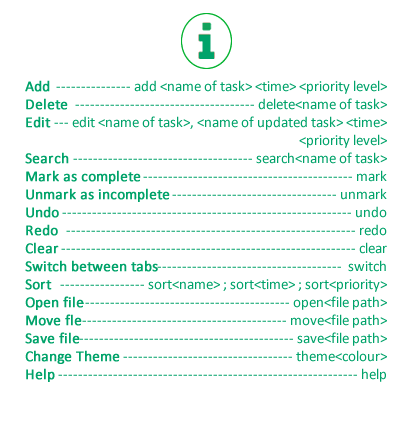 Add --------------- add <name of task> <time> <priority level>
Delete ------------------------------------ delete<name of task>
Edit --- edit <name of task>, <name of updated task> <time>
<priority level>
Search ------------------------------------ search<name of task>
Mark as complete------------------------------------------ mark
Unmark as incomplete--------------------------------- unmark
Undo---------------------------------------------------------- undo
Redo ---------------------------------------------------------- redo
Clear----------------------------------------------------------- clear
Switch between tabs------------------------------------- switch
Sort ----------------- sort<name> ; sort<time> ; sort<priority>
Open file----------------------------------------- open<file path>
Move fle----------------------------------------- move<file path>
Save file------------------------------------------- save<file path>
Change Theme ---------------------------------- theme<colour>
Help ------------------------------------------------------------ help